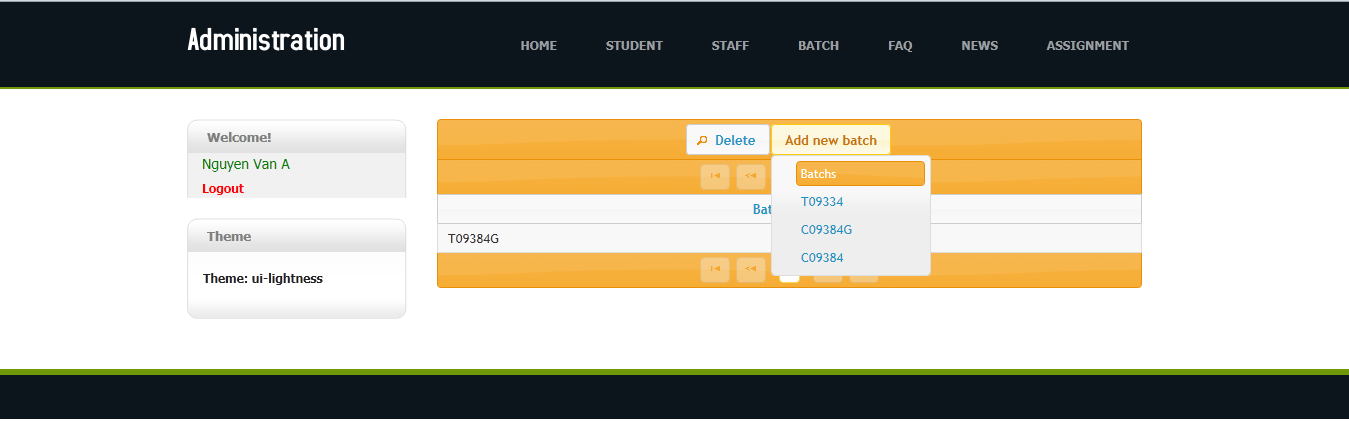 Administration
HOME STUDENT STAFF BATCH FAQ NEWS ASSIGNMENT
Welcome!
Nguyen Van A
Logout
Theme
Theme: ui-lightness
Delete Add new batch
Batchs
T09334
C09384G
C09384
T09384G